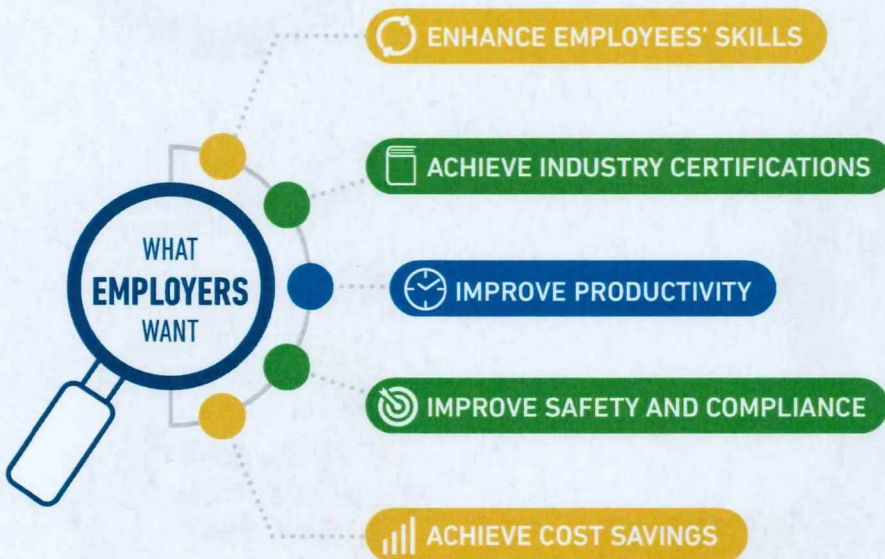 WHAT
EMPLOYERS
WANT
ENHANCE EMPLOYEES' SKILLS
ACHIEVE INDUSTRY CERTIFICATIONS
IMPROVE PRODUCTIVITY
IMPROVE SAFETY AND COMPLIANCE
ACHIEVE COST SAVINGS